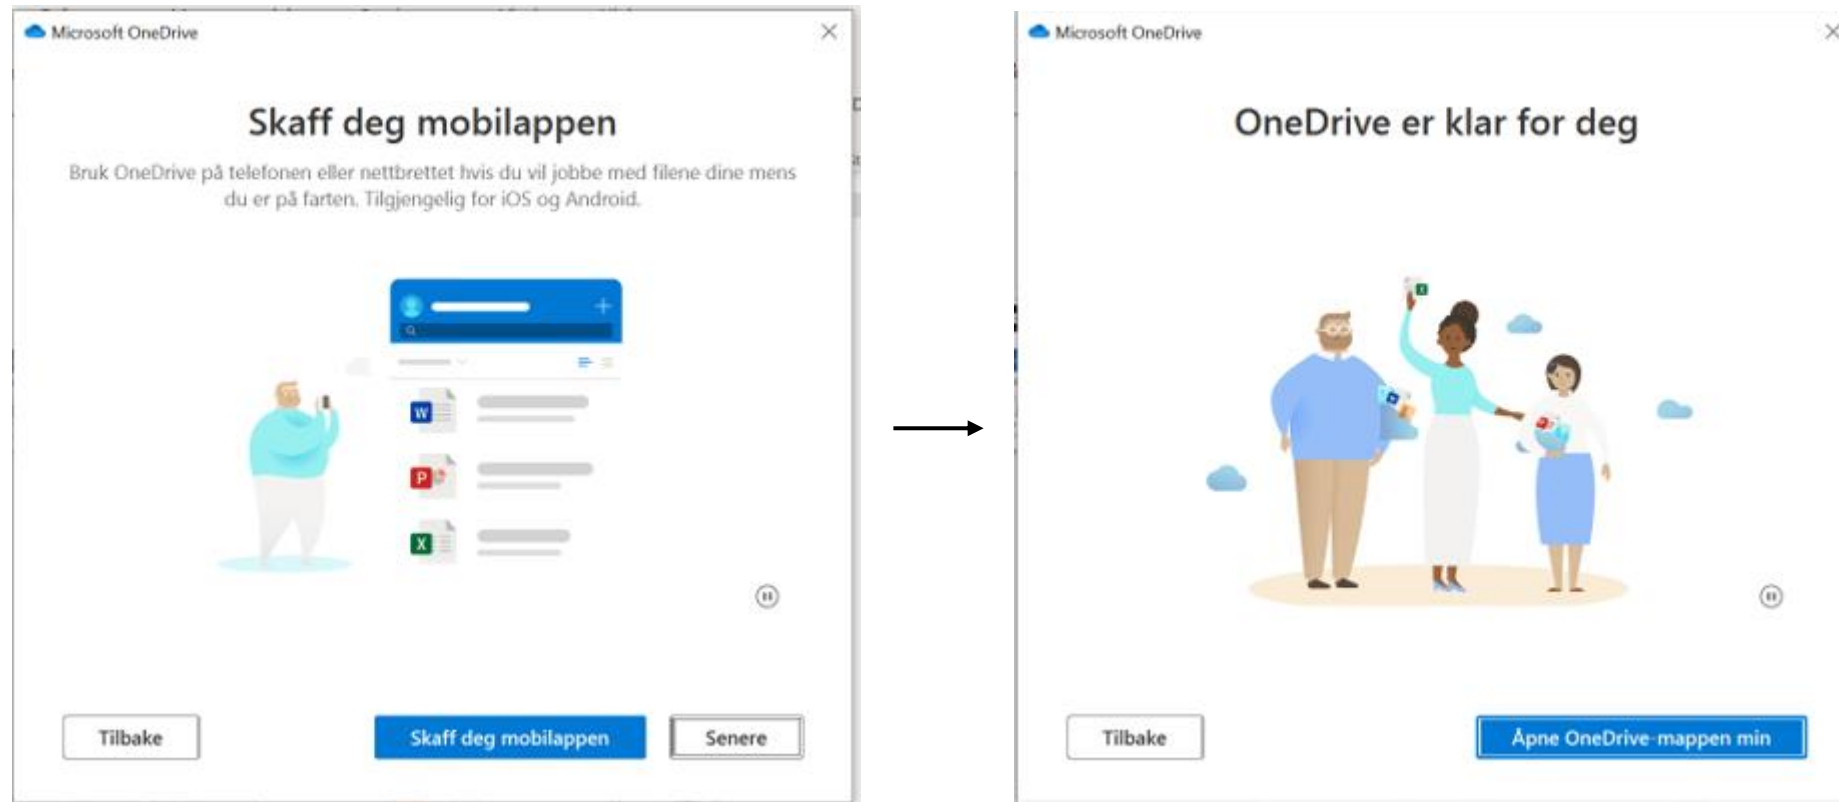 Microsoft OneDrive
Skaff deg mobilappen
Bruk OneDrive på telefonen eller nettbrettet hvis du vil jobbe med filene dine mens
du er på farten. Tilgjengelig for iOS og Android.
W
P
X
Tilbake
Skaff deg mobilappen
Senere
Microsoft OneDrive
OneDrive er klar for deg
Tilbake
Åpne OneDrive-mappen min